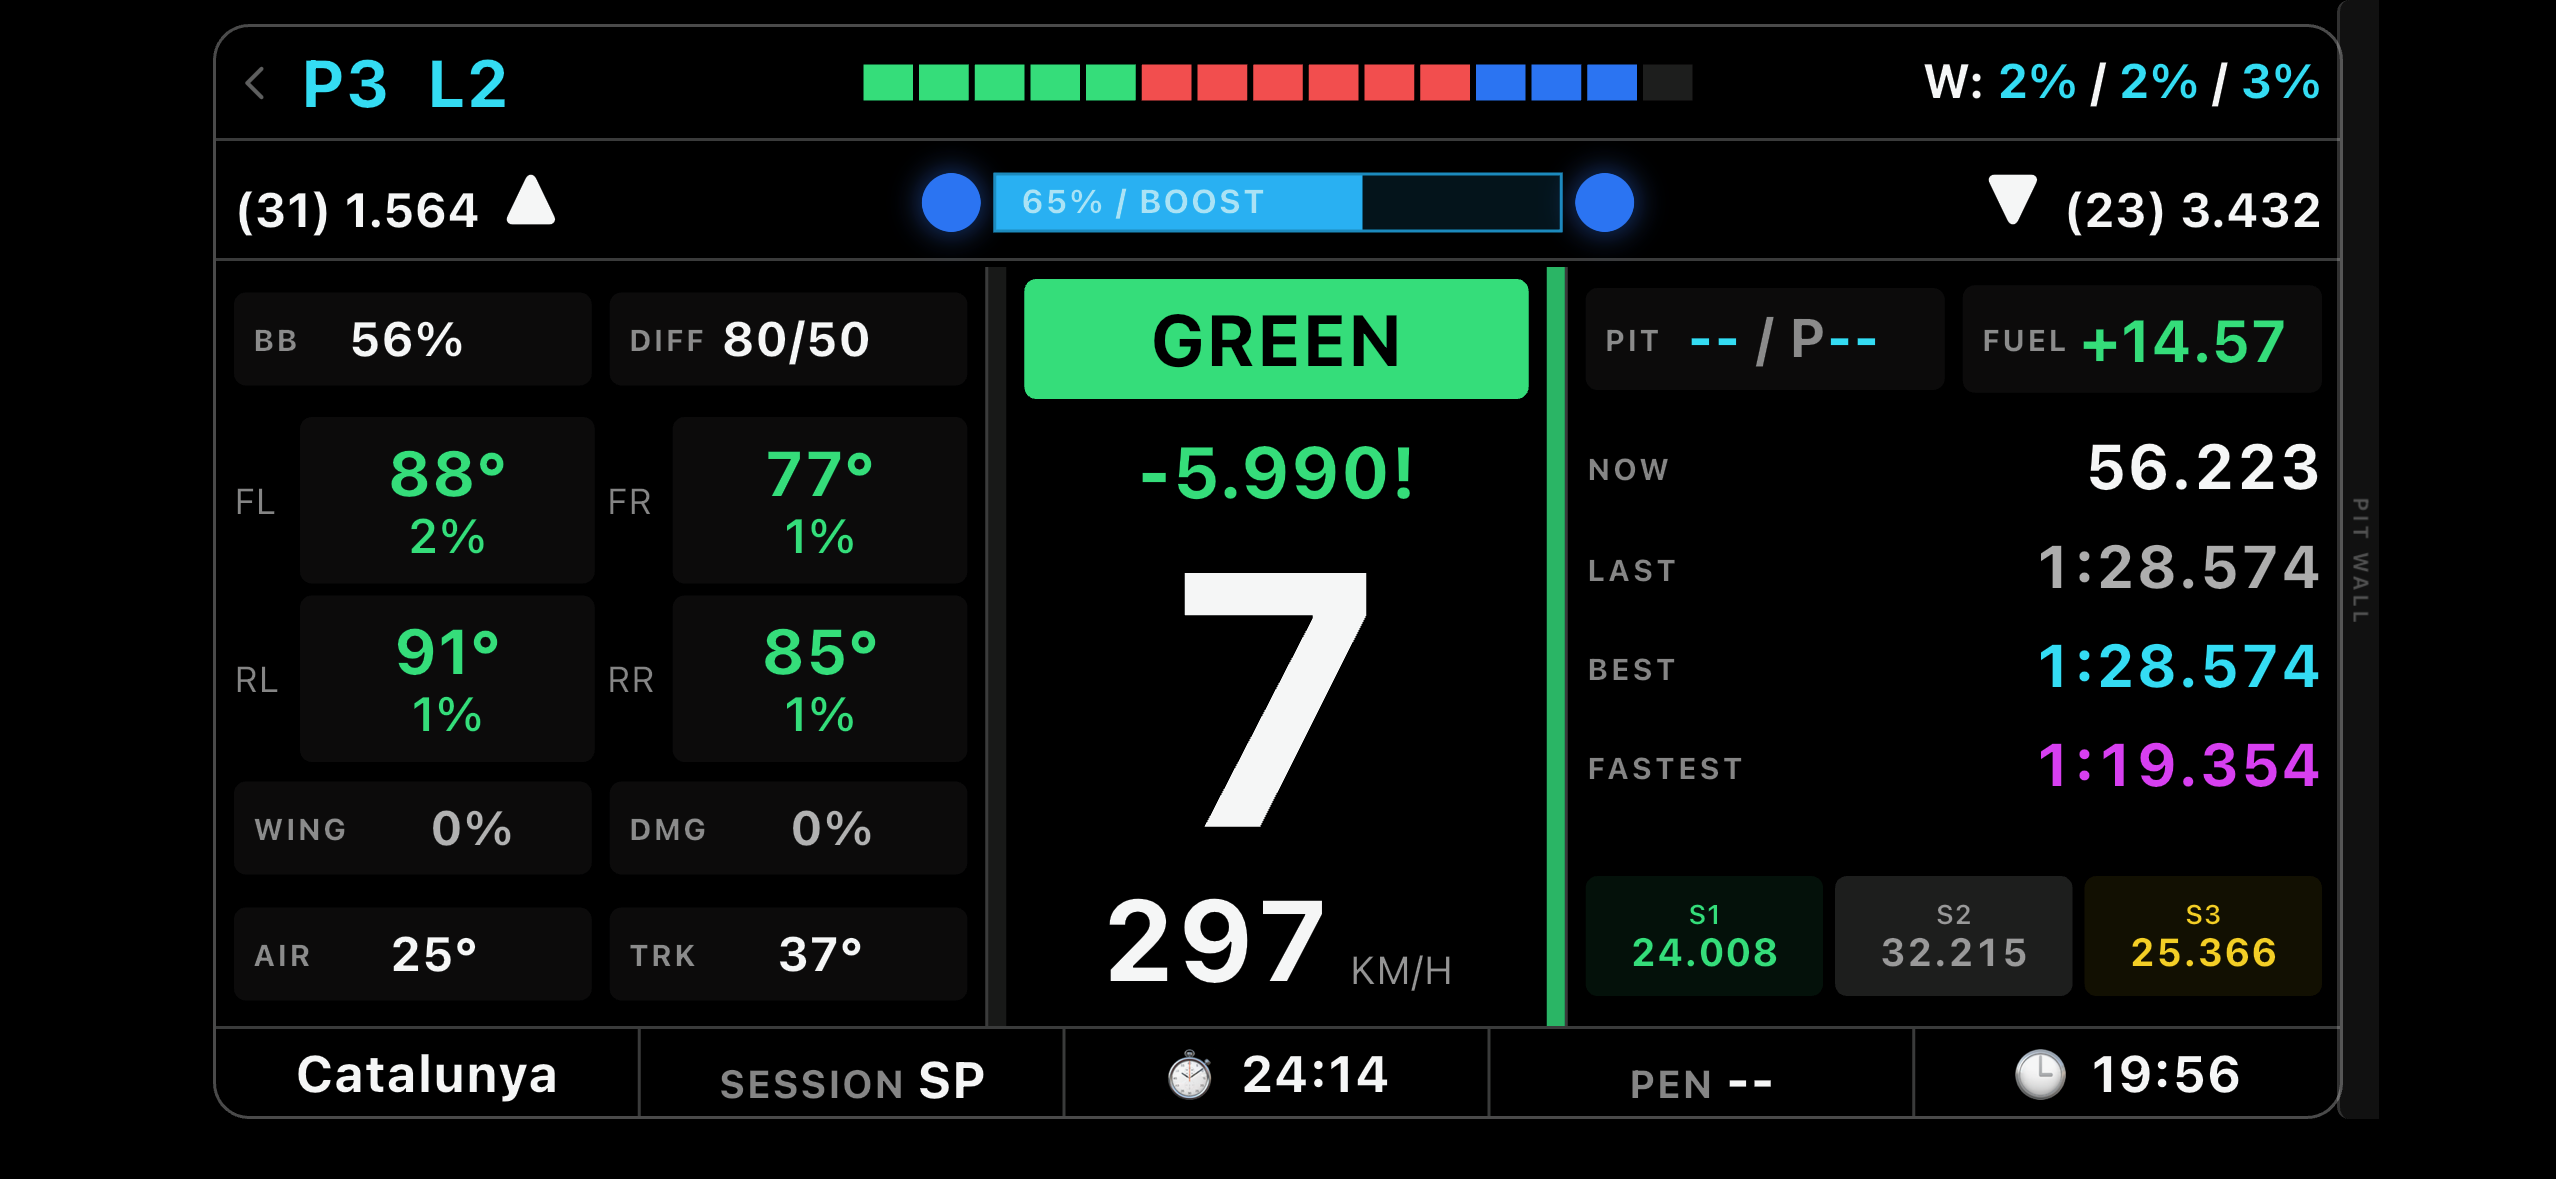 P3 L2 W: 2% / 2% / 3%
(31) 1.564 65% / BOOST (23) 3.432
BB 56% DIFF 80/50
GREEN
PIT -- / P-- FUEL +14.57
-5.990!
FL 88° 2% FR 77° 1%
RL 91° 1% RR 85° 1%
WING 0% DMG 0%
AIR 25° TRK 37°
7
297 KM/H
NOW 56.223
LAST 1:28.574
BEST 1:28.574
FASTEST 1:19.354
S1 24.008
S2 32.215
S3 25.366
PIT WALL
Catalunya SESSION SP 24:14 PEN -- 19:56